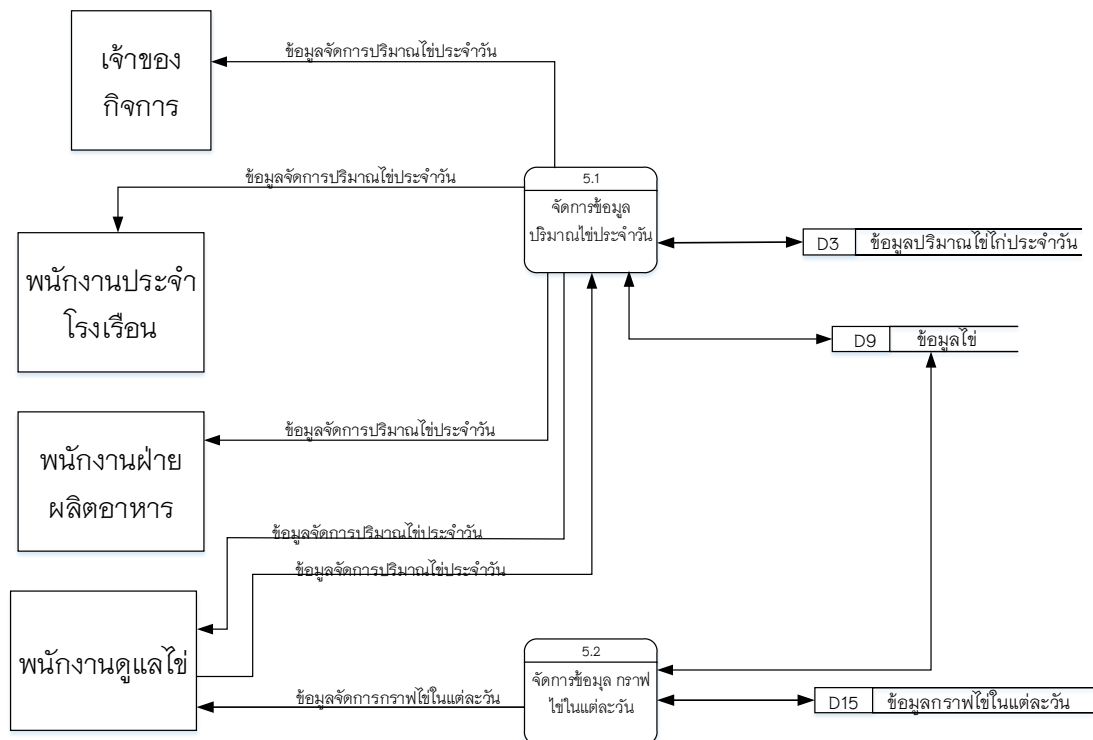 เจ้าของ
กิจการ
ข้อมูลจัดการปริมาณไข่ประจำวัน
ข้อมูลจัดการปริมาณไข่ประจำวัน
5.1
จัดการข้อมูล
ปริมาณไข่ประจำวัน
D3 ข้อมูลปริมาณไข่ไก่ประจำวัน
พนักงานประจำ
โรงเรือน
D9 ข้อมูลไข่
ข้อมูลจัดการปริมาณไข่ประจำวัน
พนักงานฝ่าย
ผลิตอาหาร
ข้อมูลจัดการปริมาณไข่ประจำวัน
ข้อมูลจัดการปริมาณไข่ประจำวัน
พนักงานดูแลไข่
5.2
จัดการข้อมุล กราฟ
ไข่ในแต่ละวัน
ข้อมูลจัดการกราฟไข่ในแต่ละวัน
D15 ข้อมูลกราฟไข่ในแต่ละวัน